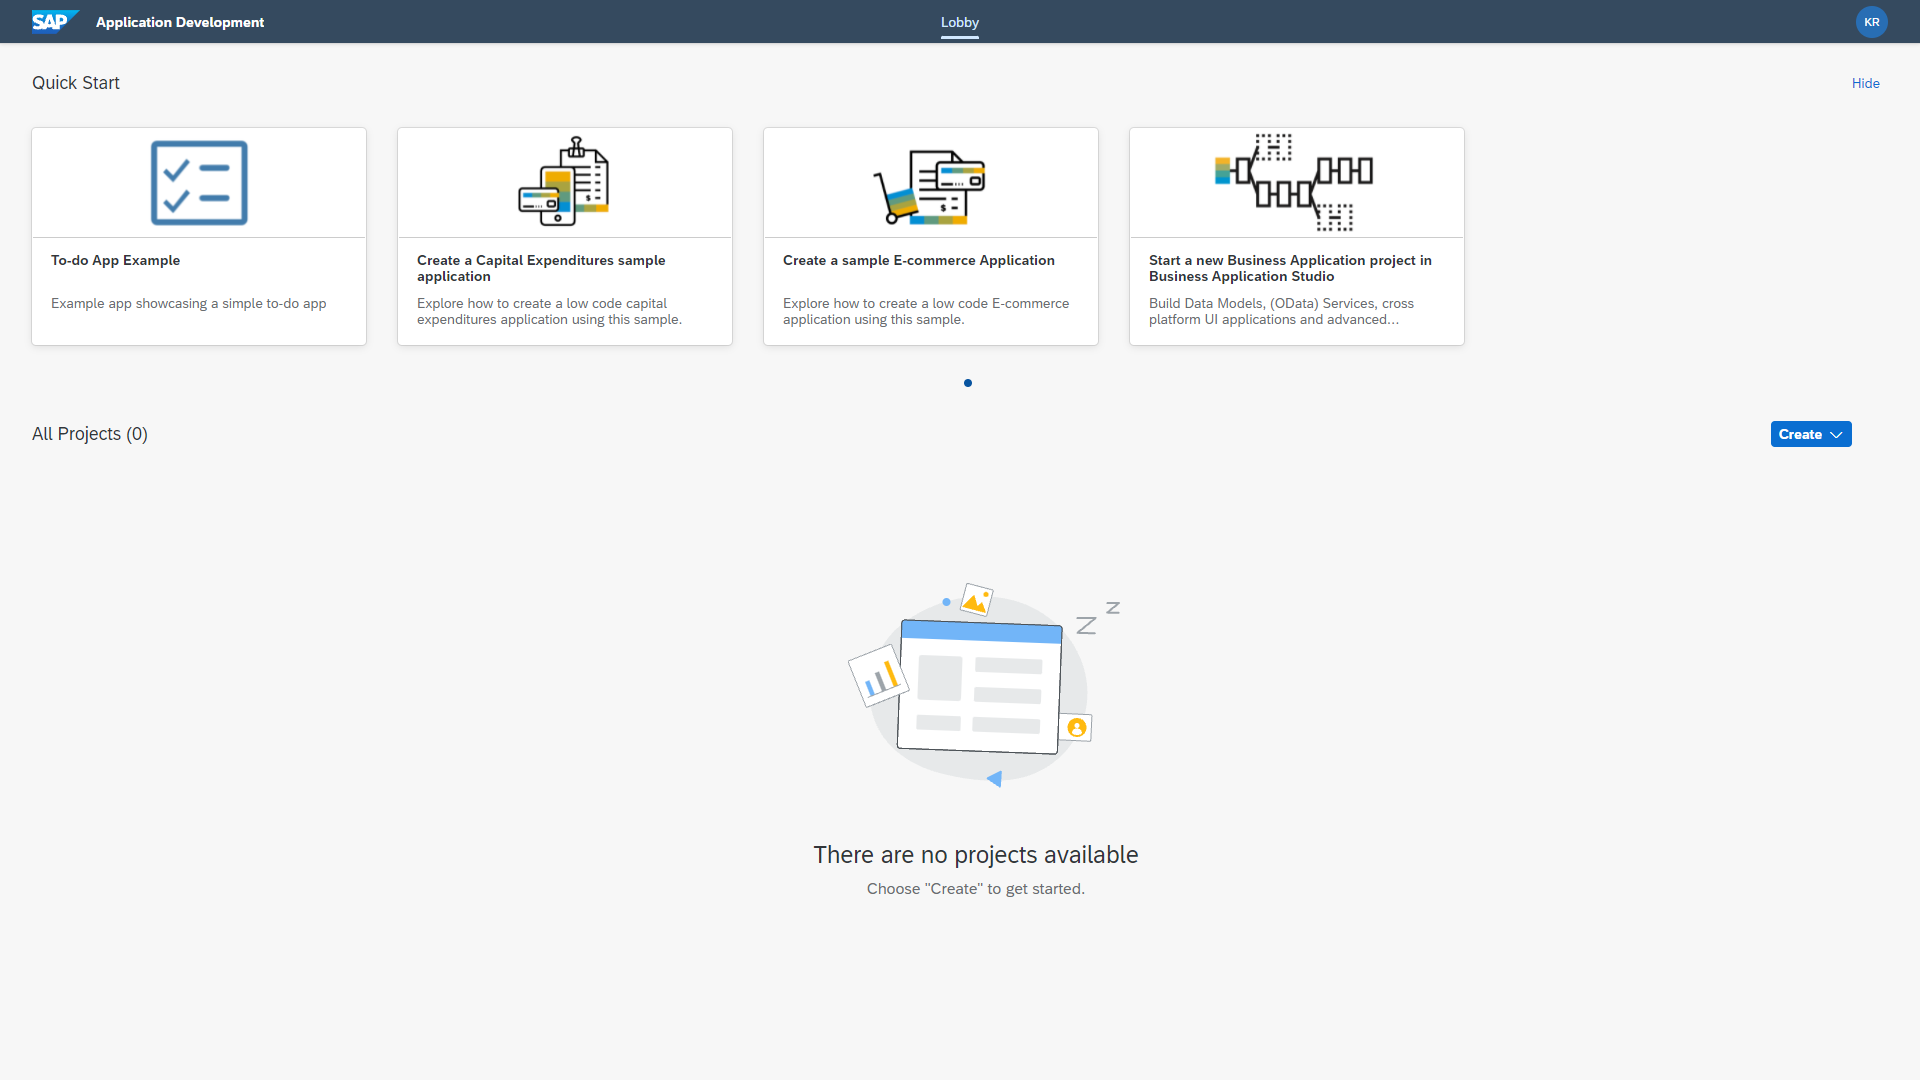 SAP Application Development
Lobby
KR
Quick Start
Hide
To-do App Example
Example app showcasing a simple to-do app
Create a Capital Expenditures sample
application
Explore how to create a low code capital
expenditures application using this sample.
Create a sample E-commerce Application
Explore how to create a low code E-commerce
application using this sample.
Start a new Business Application project in
Business Application Studio
Build Data Models, (OData) Services, cross
platform UI applications and advanced...
All Projects (0)
Create
Z
Z
There are no projects available
Choose "Create" to get started.